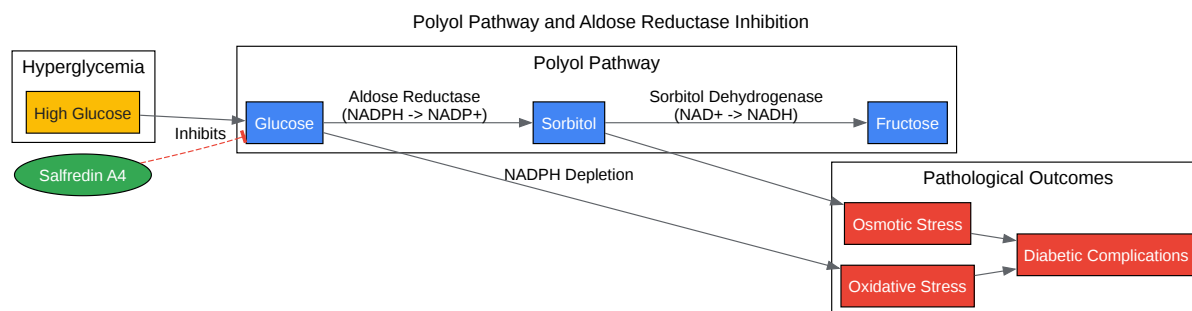 Polyol Pathway and Aldose Reductase Inhibition
Hyperglycemia
High Glucose
Polyol Pathway
Glucose
Aldose Reductase
(NADPH -> NADP+)
Sorbitol
Sorbitol Dehydrogenase
(NAD+ -> NADH)
Fructose
Inhibits
Salfredin A4
NADPH Depletion
Pathological Outcomes
Osmotic Stress
Oxidative Stress
Diabetic Complications